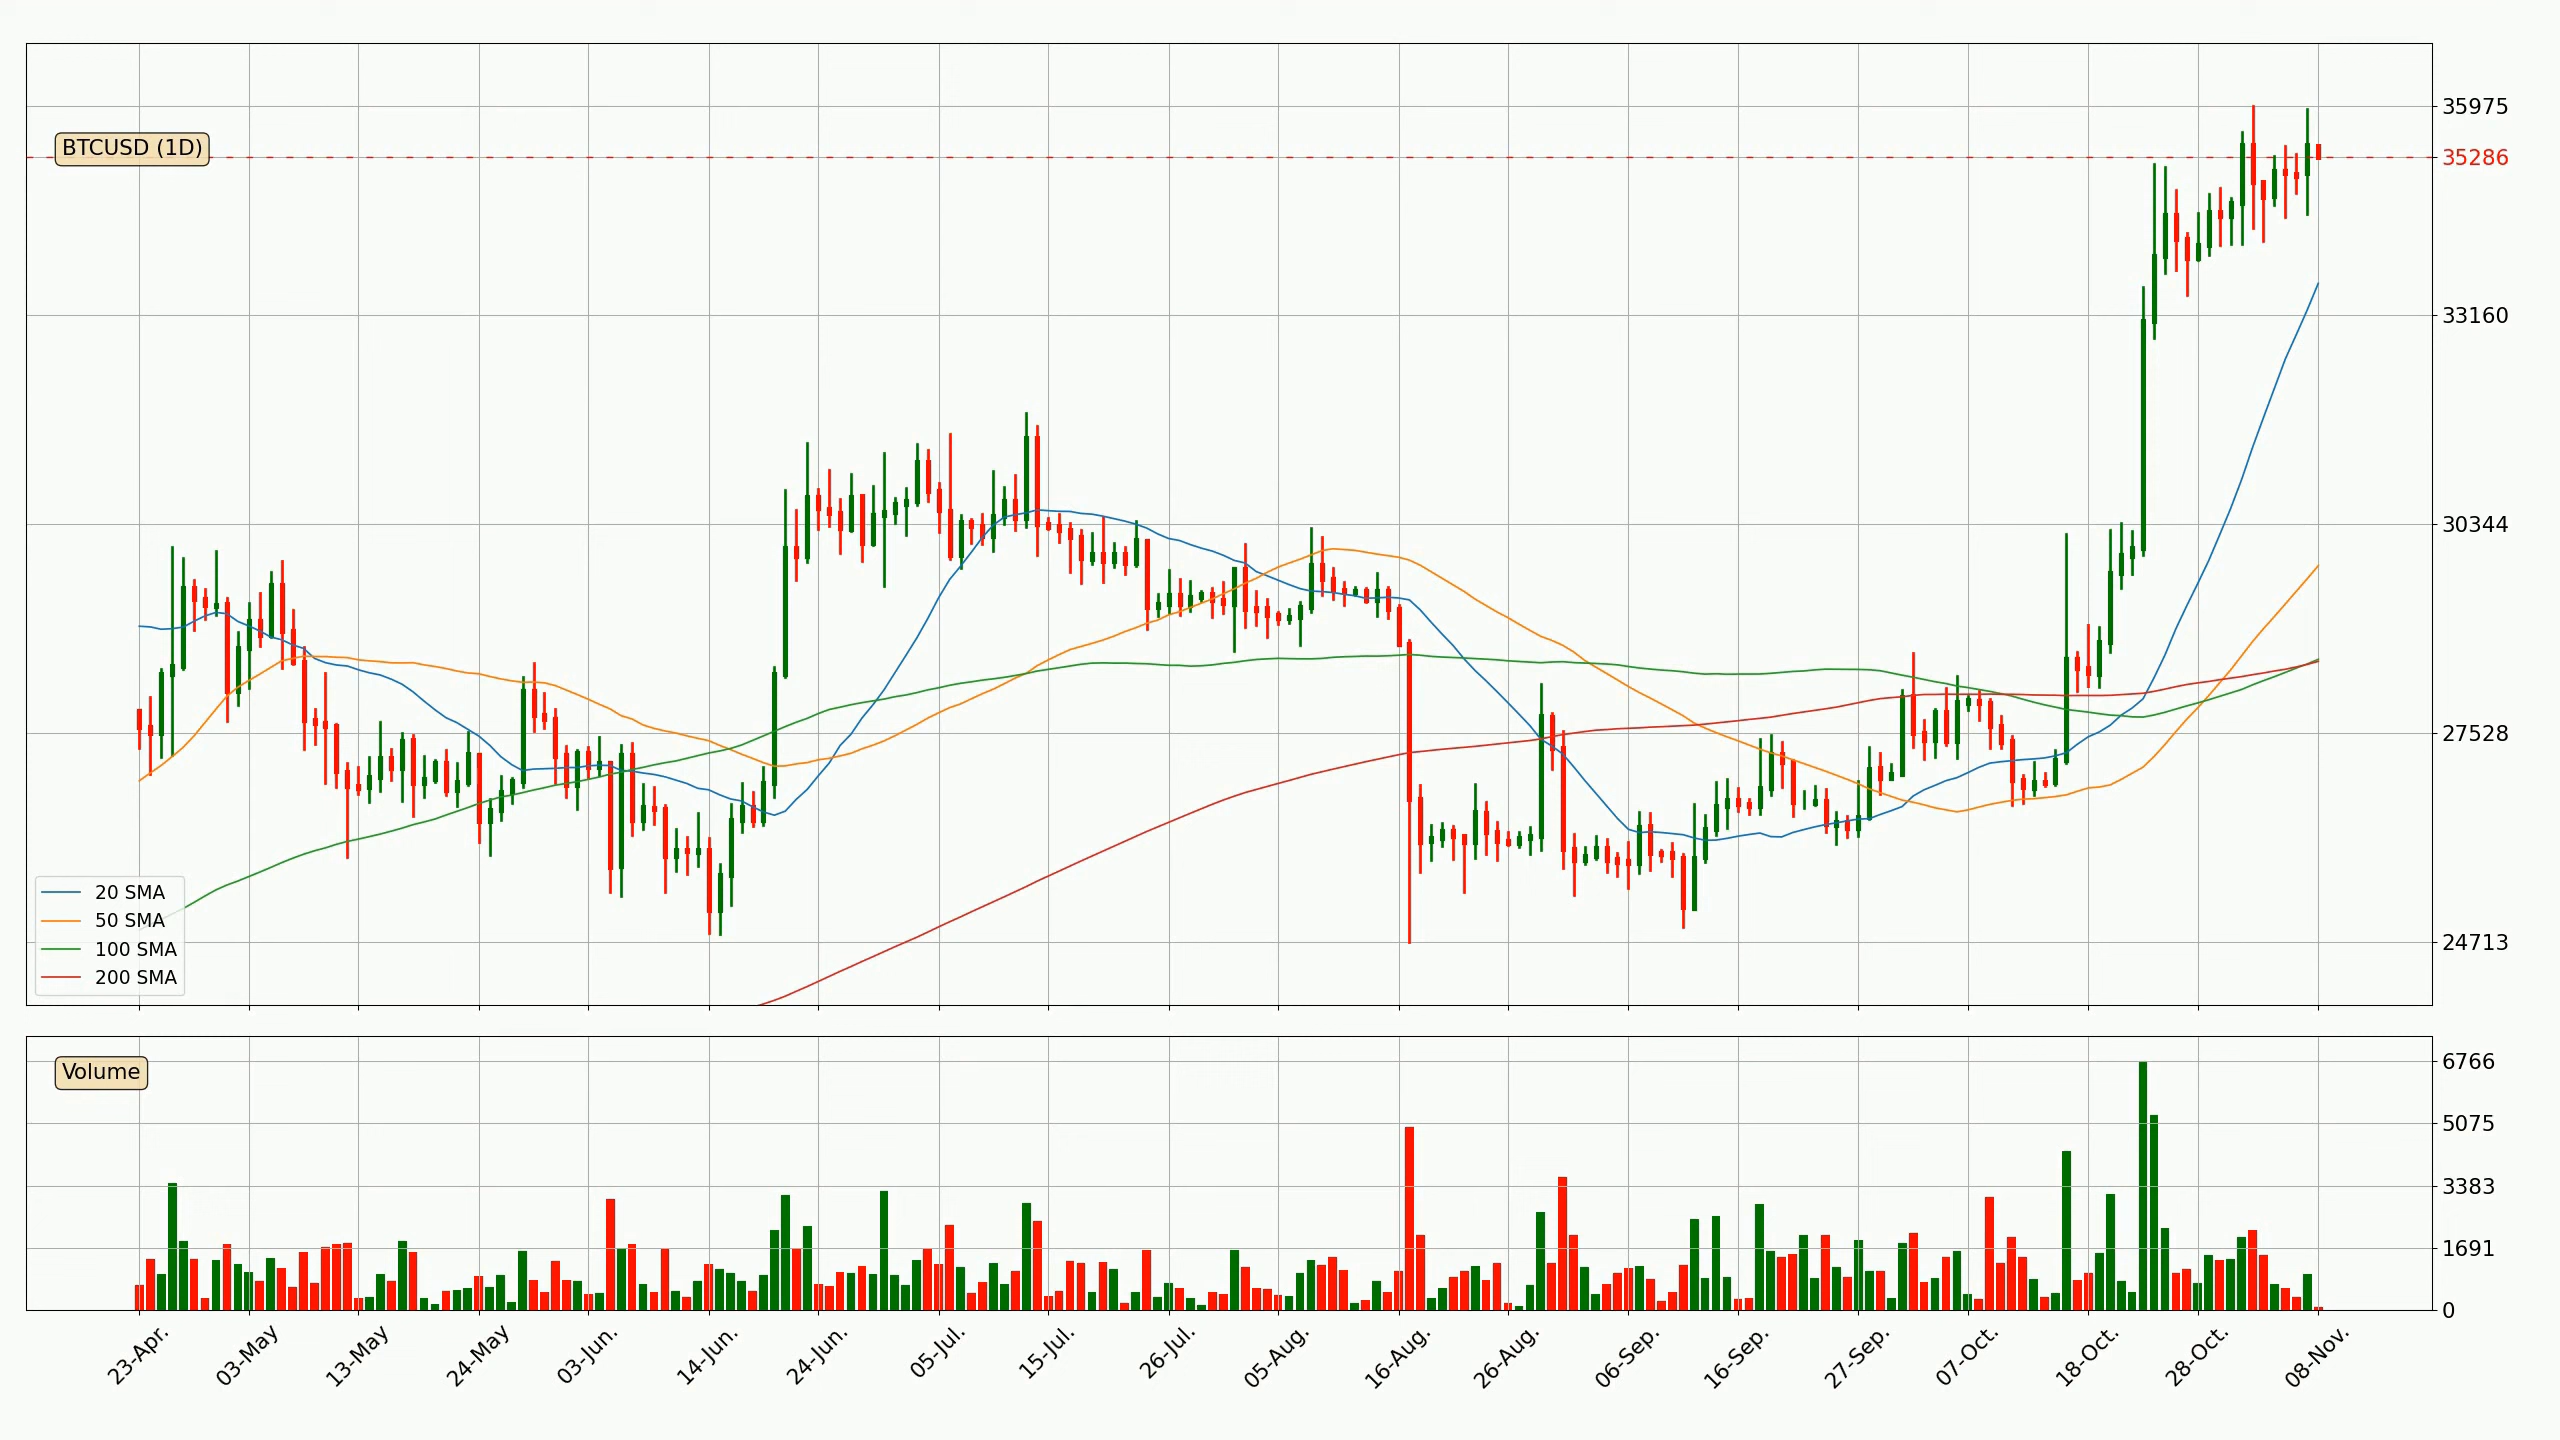 BTCUSD (1D)
35975
35286
33160
30344
27528
24713
20 SMA
50 SMA
100 SMA
200 SMA
Volume
6766
5075
3383
1691
0
23-Apr. 03-May 13-May 24-May 03-Jun. 14-Jun. 24-Jun. 05-Jul. 15-Jul. 26-Jul. 05-Aug. 16-Aug. 26-Aug. 06-Sep. 16-Sep. 27-Sep. 07-Oct. 18-Oct. 28-Oct. 08-Nov.